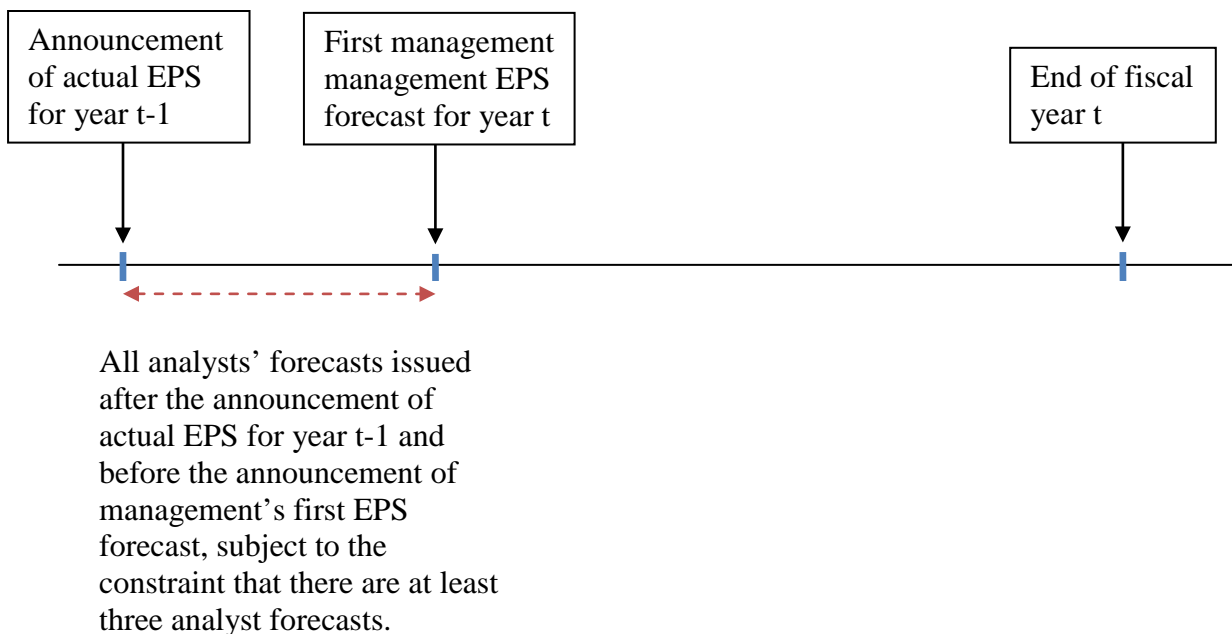 Announcement
of actual EPS
for year t-1
First management
management EPS
forecast for year t
End of fiscal
year t
All analysts’ forecasts issued
after the announcement of
actual EPS for year t-1 and
before the announcement of
management’s first EPS
forecast, subject to the
constraint that there are at least
three analyst forecasts.